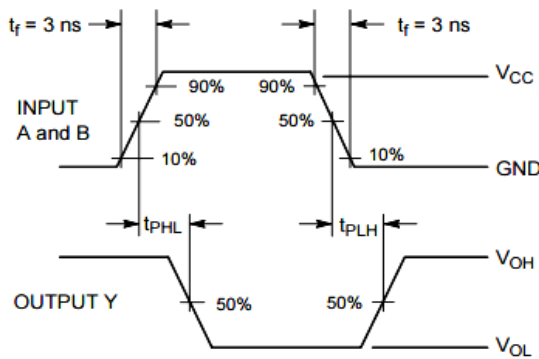 tf = 3 ns
tf = 3 ns
INPUT
A and B
90%
90%
VCC
50%
50%
10%
10%
GND
tPHL
tPLH
VOH
OUTPUT Y
50%
50%
VOL